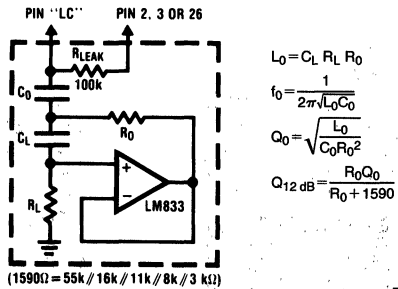 PIN "LC"
PIN 2, 3 OR 26
RLEAK
100k
C0
R0
CL
RL
+
−
LM833
(1590Ω=55k//16k//11k//8k//3 kΩ)
L0=CL RL R0
f0=1/2π√L0C0
Q0=√L0/C0R0²
Q12 dB=R0Q0/R0+1590